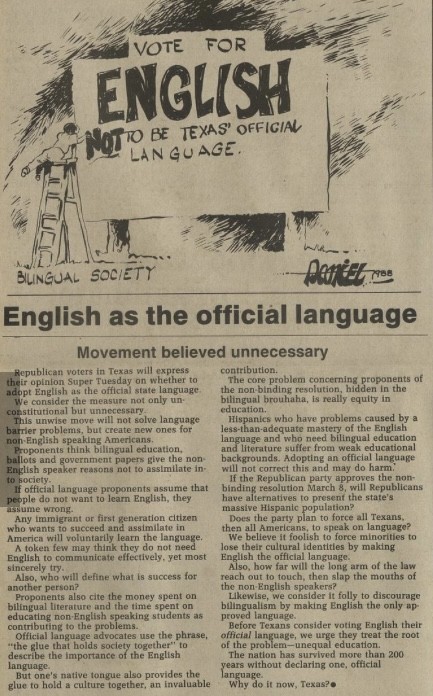 VOTE FOR
ENGLISH
NOT TO BE TEXAS' OFFICIAL
LANGUAGE.
BILINGUAL SOCIETY
DANIEL 1988
English as the official language
Movement believed unnecessary
Republican voters in Texas will express
their opinion Super Tuesday on whether to
adopt English as the official state language.
We consider the measure not only un-
constitutional but unnecessary.
This unwise move will not solve language
barrier problems, but create new ones for
non-English speaking Americans.
Proponents think bilingual education,
ballots and government papers give the non-
English speaker reasons not to assimilate in-
to society.
If official language proponents assume that
people do not want to learn English, they
assume wrong.
Any immigrant or first generation citizen
who wants to succeed and assimilate in
America will voluntarily learn the language.
A token few may think they do not need
English to communicate effectively, yet most
sincerely try.
Also, who will define what is success for
another person?
Proponents also cite the money spent on
bilingual literature and the time spent on
educating non-English speaking students as
contributing to the problems.
Official language advocates use the phrase,
"the glue that holds society together" to
describe the importance of the English
language.
But one's native tongue also provides the
glue to hold a culture together, an invaluable
contribution.
The core problem concerning proponents of
the non-binding resolution, hidden in the
bilingual brouhaha, is really equity in
education.
Hispanics who have problems caused by a
less-than-adequate mastery of the English
language and who need bilingual education
and literature suffer from weak educational
backgrounds. Adopting an official language
will not correct this and may do harm.
If the Republican party approves the non-
binding resolution March 8, will Republicans
have alternatives to present the state's
massive Hispanic population?
Does the party plan to force all Texans,
then all Americans, to speak on language?
We believe it foolish to force minorities to
lose their cultural identities by making
English the official language.
Also, how far will the long arm of the law
reach out to touch, then slap the mouths of
the non-English speakers?
Likewise, we consider it folly to discourage
bilingualism by making English the only ap-
proved language.
Before Texans consider voting English their
official language, we urge they treat the root
of the problem—unequal education.
The nation has survived more than 200
years without declaring one, official
language.
Why do it now, Texas?●